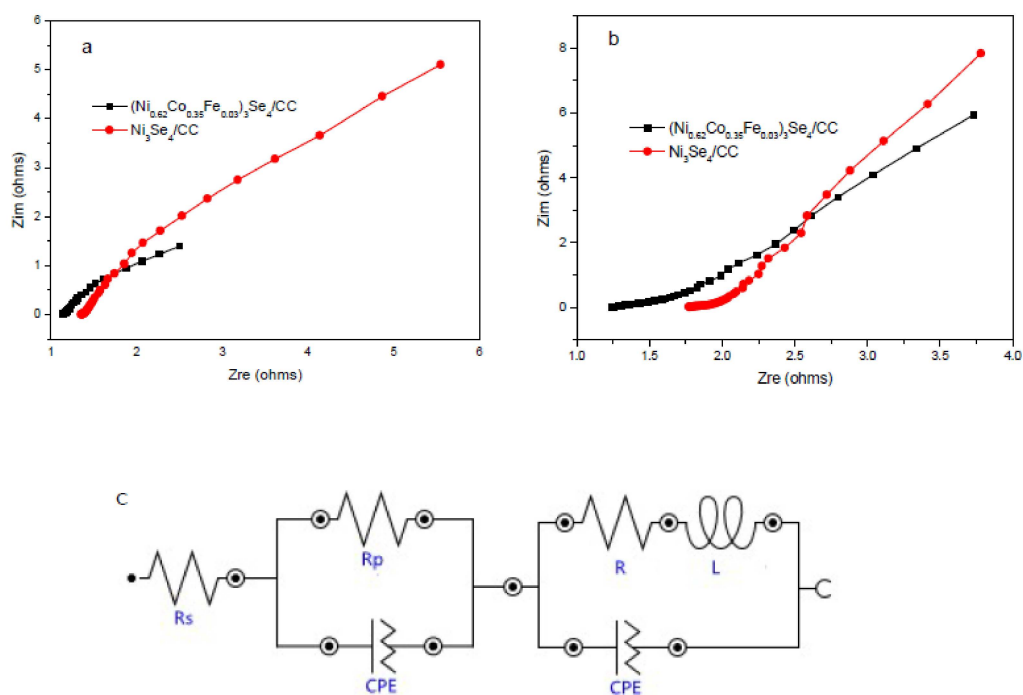 a
6
5
4
3
2
1
0
Zim (ohms)
(Ni0.62Co0.35Fe0.03)3Se4/CC
Ni3Se4/CC
1 2 3 4 5 6
Zre (ohms)
b
8
6
4
2
0
Zim (ohms)
(Ni0.62Co0.35Fe0.03)3Se4/CC
Ni3Se4/CC
1.0 1.5 2.0 2.5 3.0 3.5 4.0
Zre (ohms)
C
Rs
Rp
CPE
R L
CPE